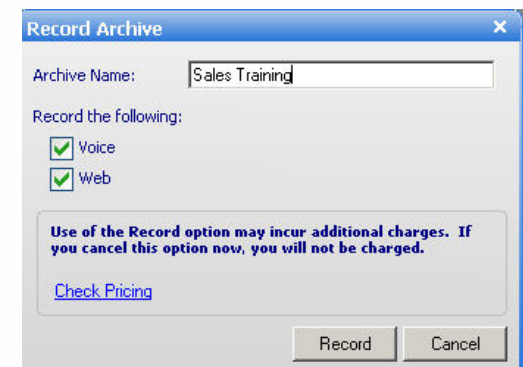 Record Archive
Archive Name: Sales Training
Record the following:
Voice
Web
Use of the Record option may incur additional charges. If
you cancel this option now, you will not be charged.
Check Pricing
Record Cancel